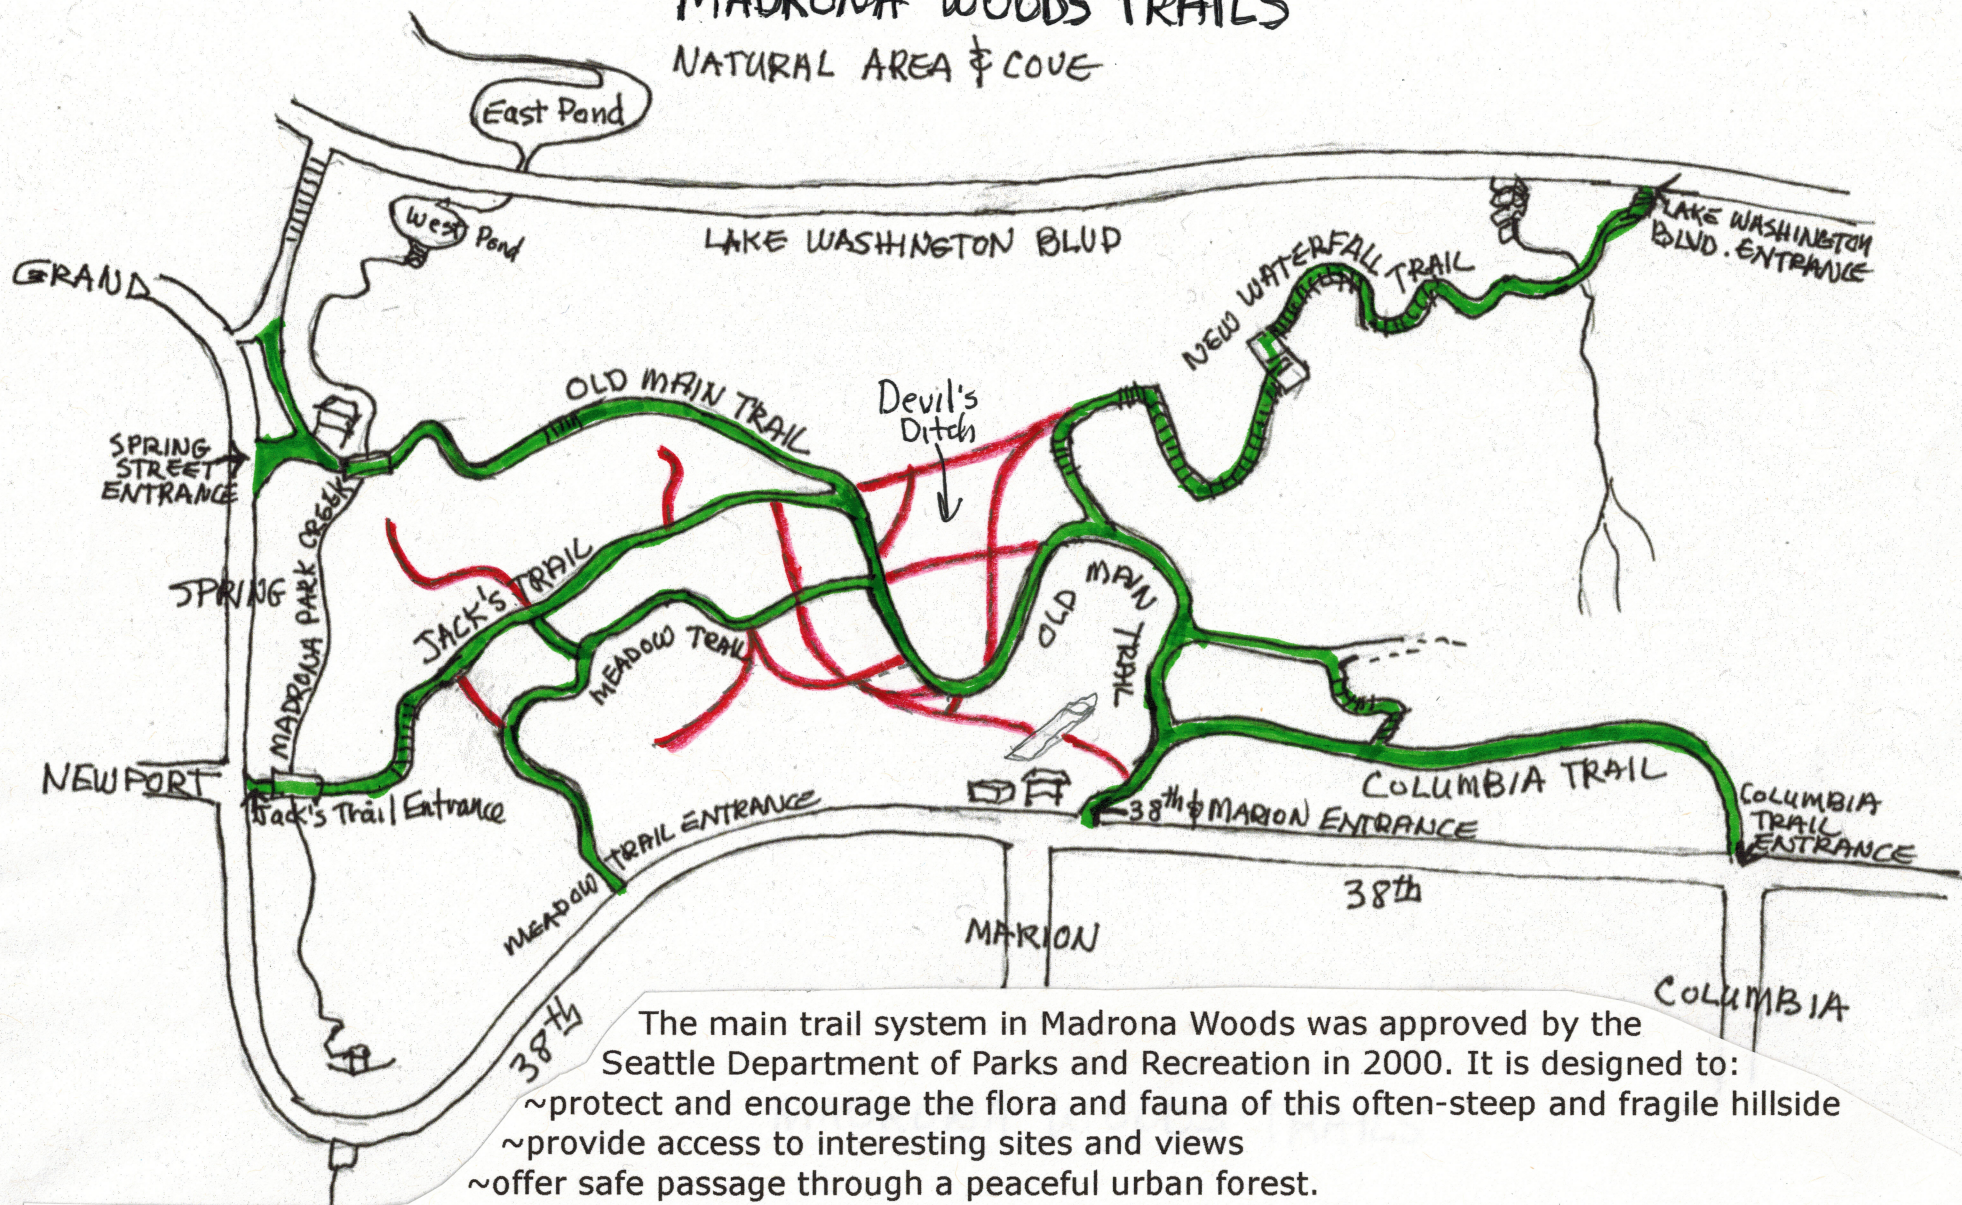 MADRONA WOODS TRAILS
NATURAL AREA & COVE
East Pond
West Pond
LAKE WASHINGTON BLVD
LAKE WASHINGTON
BLVD. ENTRANCE
GRAND
NEW WATERFALL TRAIL
OLD MAIN TRAIL
Devil's
Ditch
SPRING
STREET
ENTRANCE
MADRONA PARK CREEK
SPRING
JACK'S TRAIL
MEADOW TRAIL
OLD MAIN TRAIL
NEWPORT
Jack's Trail Entrance
MEADOW TRAIL ENTRANCE
38th & MARION ENTRANCE
COLUMBIA TRAIL
COLUMBIA
TRAIL
ENTRANCE
38th
MARION
COLUMBIA
38th
The main trail system in Madrona Woods was approved by the
Seattle Department of Parks and Recreation in 2000. It is designed to:
~protect and encourage the flora and fauna of this often-steep and fragile hillside
~provide access to interesting sites and views
~offer safe passage through a peaceful urban forest.